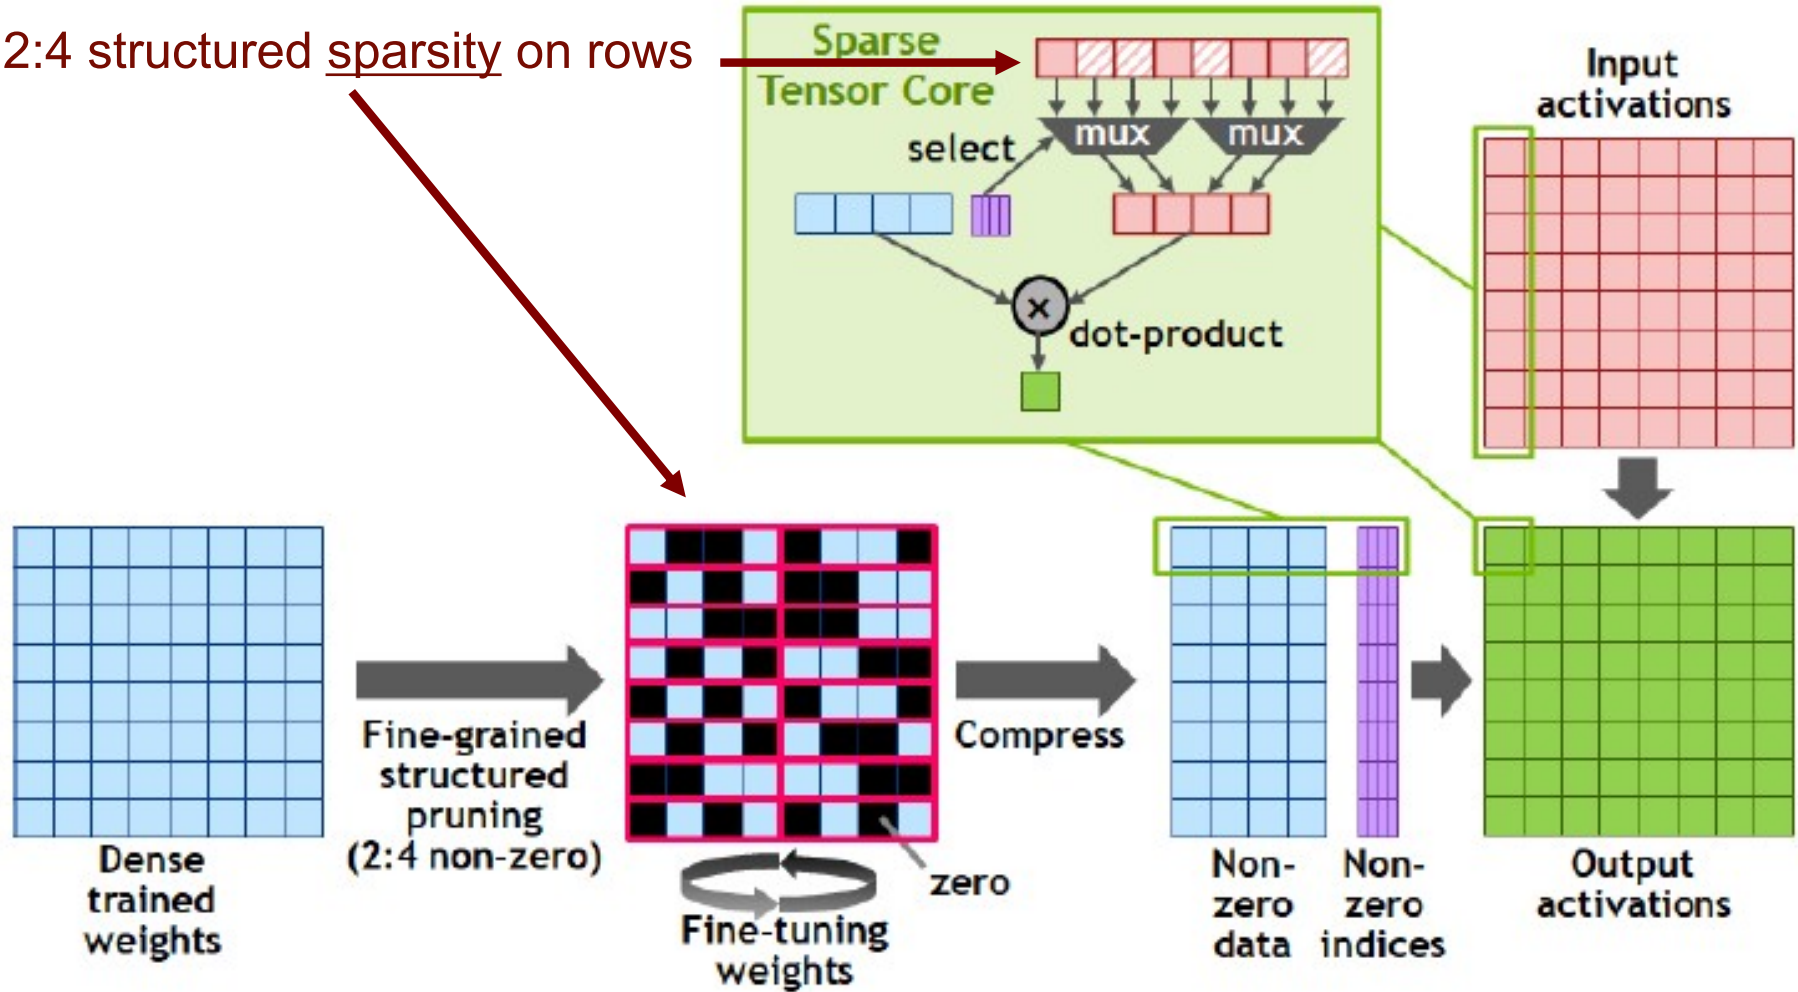 2:4 structured sparsity on rows
Sparse
Tensor Core
mux
mux
select
×
dot-product
Input
activations
Fine-grained
structured
pruning
(2:4 non-zero)
Compress
Dense
trained
weights
zero
Fine-tuning
weights
Non-
zero
data
Non-
zero
indices
Output
activations